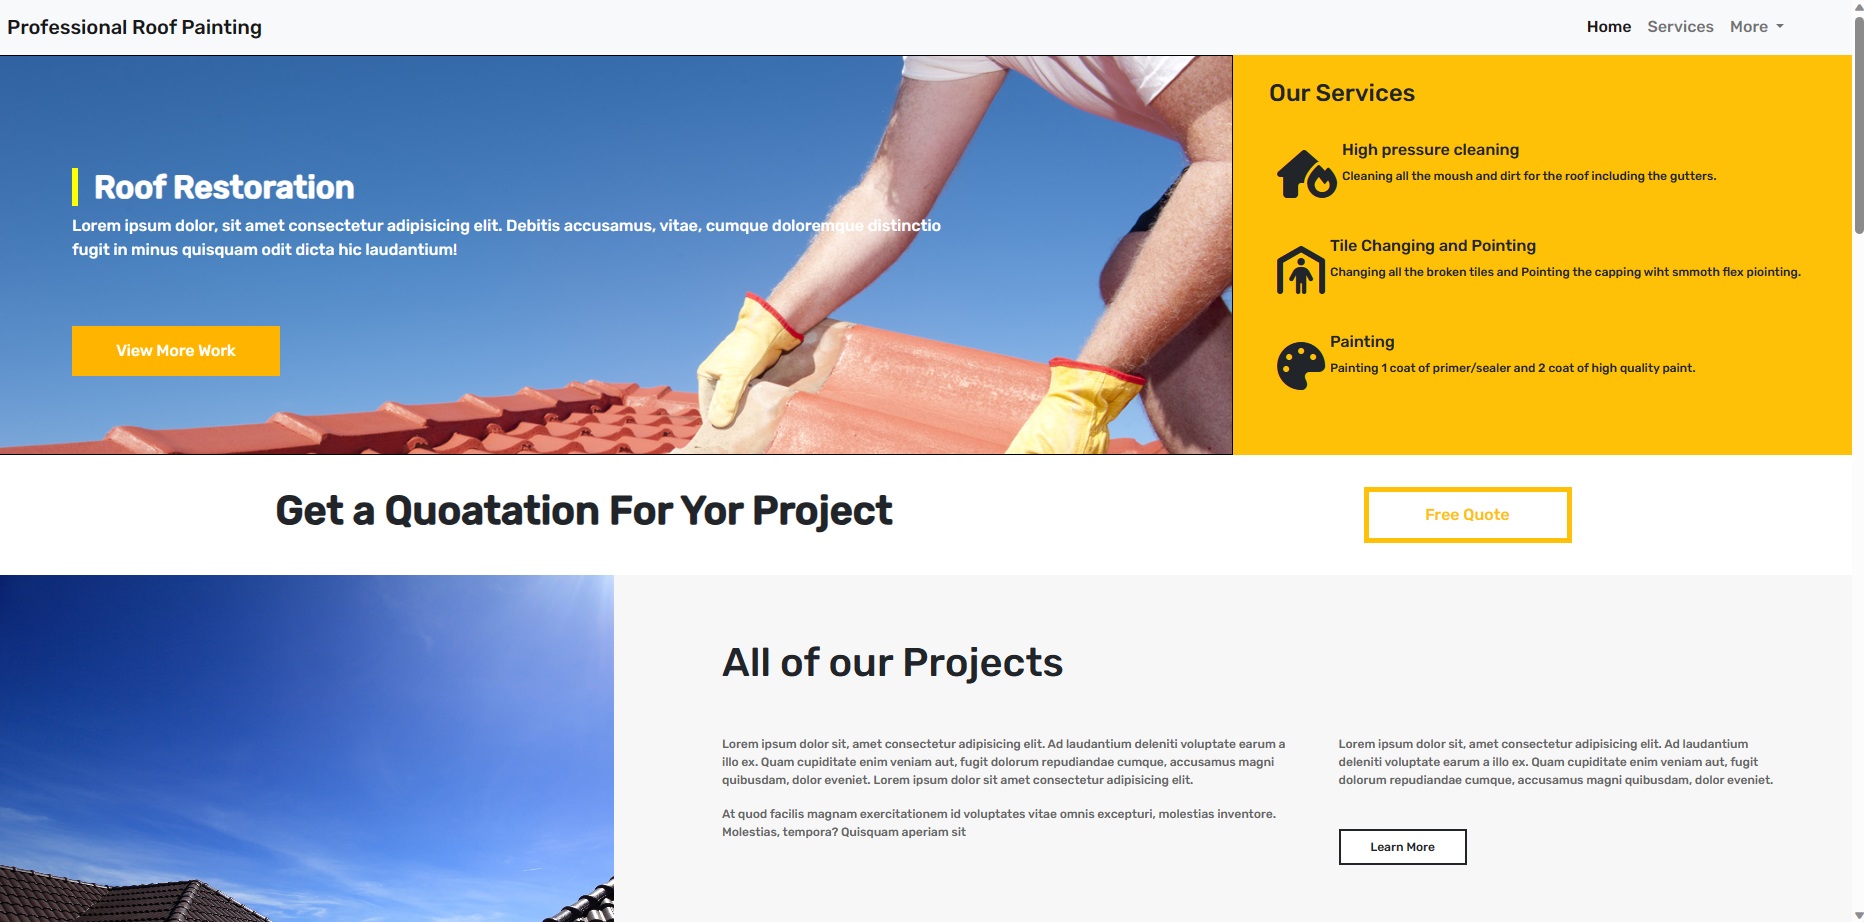 Professional Roof Painting
Home Services More
Roof Restoration
Lorem ipsum dolor, sit amet consectetur adipisicing elit. Debitis accusamus, vitae, cumque doloremque distinctio
fugit in minus quisquam odit dicta hic laudantium!
View More Work
Our Services
High pressure cleaning
Cleaning all the moush and dirt for the roof including the gutters.
Tile Changing and Pointing
Changing all the broken tiles and Pointing the capping wiht smmoth flex piointing.
Painting
Painting 1 coat of primer/sealer and 2 coat of high quality paint.
Get a Quoatation For Yor Project
Free Quote
All of our Projects
Lorem ipsum dolor sit, amet consectetur adipisicing elit. Ad laudantium deleniti voluptate earum a
illo ex. Quam cupiditate enim veniam aut, fugit dolorum repudiandae cumque, accusamus magni
quibusdam, dolor eveniet. Lorem ipsum dolor sit amet consectetur adipisicing elit.
At quod facilis magnam exercitationem id voluptates vitae omnis excepturi, molestias inventore.
Molestias, tempora? Quisquam aperiam sit
Lorem ipsum dolor sit, amet consectetur adipisicing elit. Ad laudantium
deleniti voluptate earum a illo ex. Quam cupiditate enim veniam aut, fugit
dolorum repudiandae cumque, accusamus magni quibusdam, dolor eveniet.
Learn More